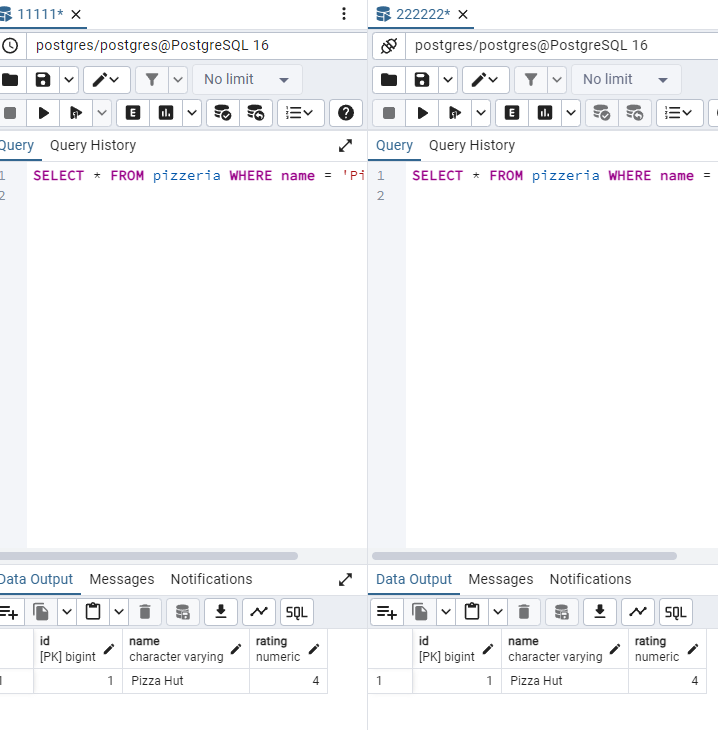 11111*
postgres/postgres@PostgreSQL 16
No limit
E
Query Query History
1 SELECT * FROM pizzeria WHERE name = 'Pi
2
Data Output Messages Notifications
SQL
id name rating
[PK] bigint character varying numeric
1 1 Pizza Hut 4
222222*
postgres/postgres@PostgreSQL 16
No limit
E
Query Query History
1 SELECT * FROM pizzeria WHERE name =
2
Data Output Messages Notifications
SQL
id name rating
[PK] bigint character varying numeric
1 1 Pizza Hut 4